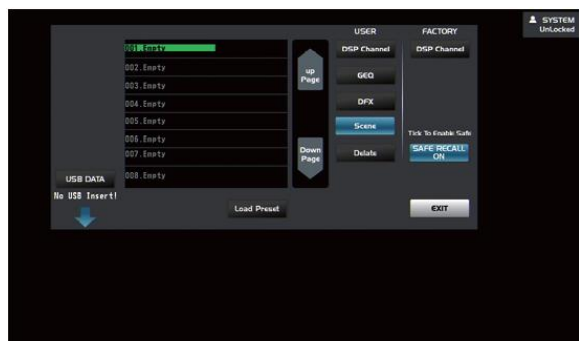 SYSTEM
UnLocked
USER
FACTORY
001.Empty
002.Empty
003.Empty
004.Empty
005.Empty
006.Empty
007.Empty
008.Empty
up
Page
Down
Page
DSP Channel
GEQ
DFX
Scene
Delate
DSP Channel
Tick To Enable Safe
SAFE RECALL
ON
USB DATA
No USB Insert!
Load Preset
EXIT